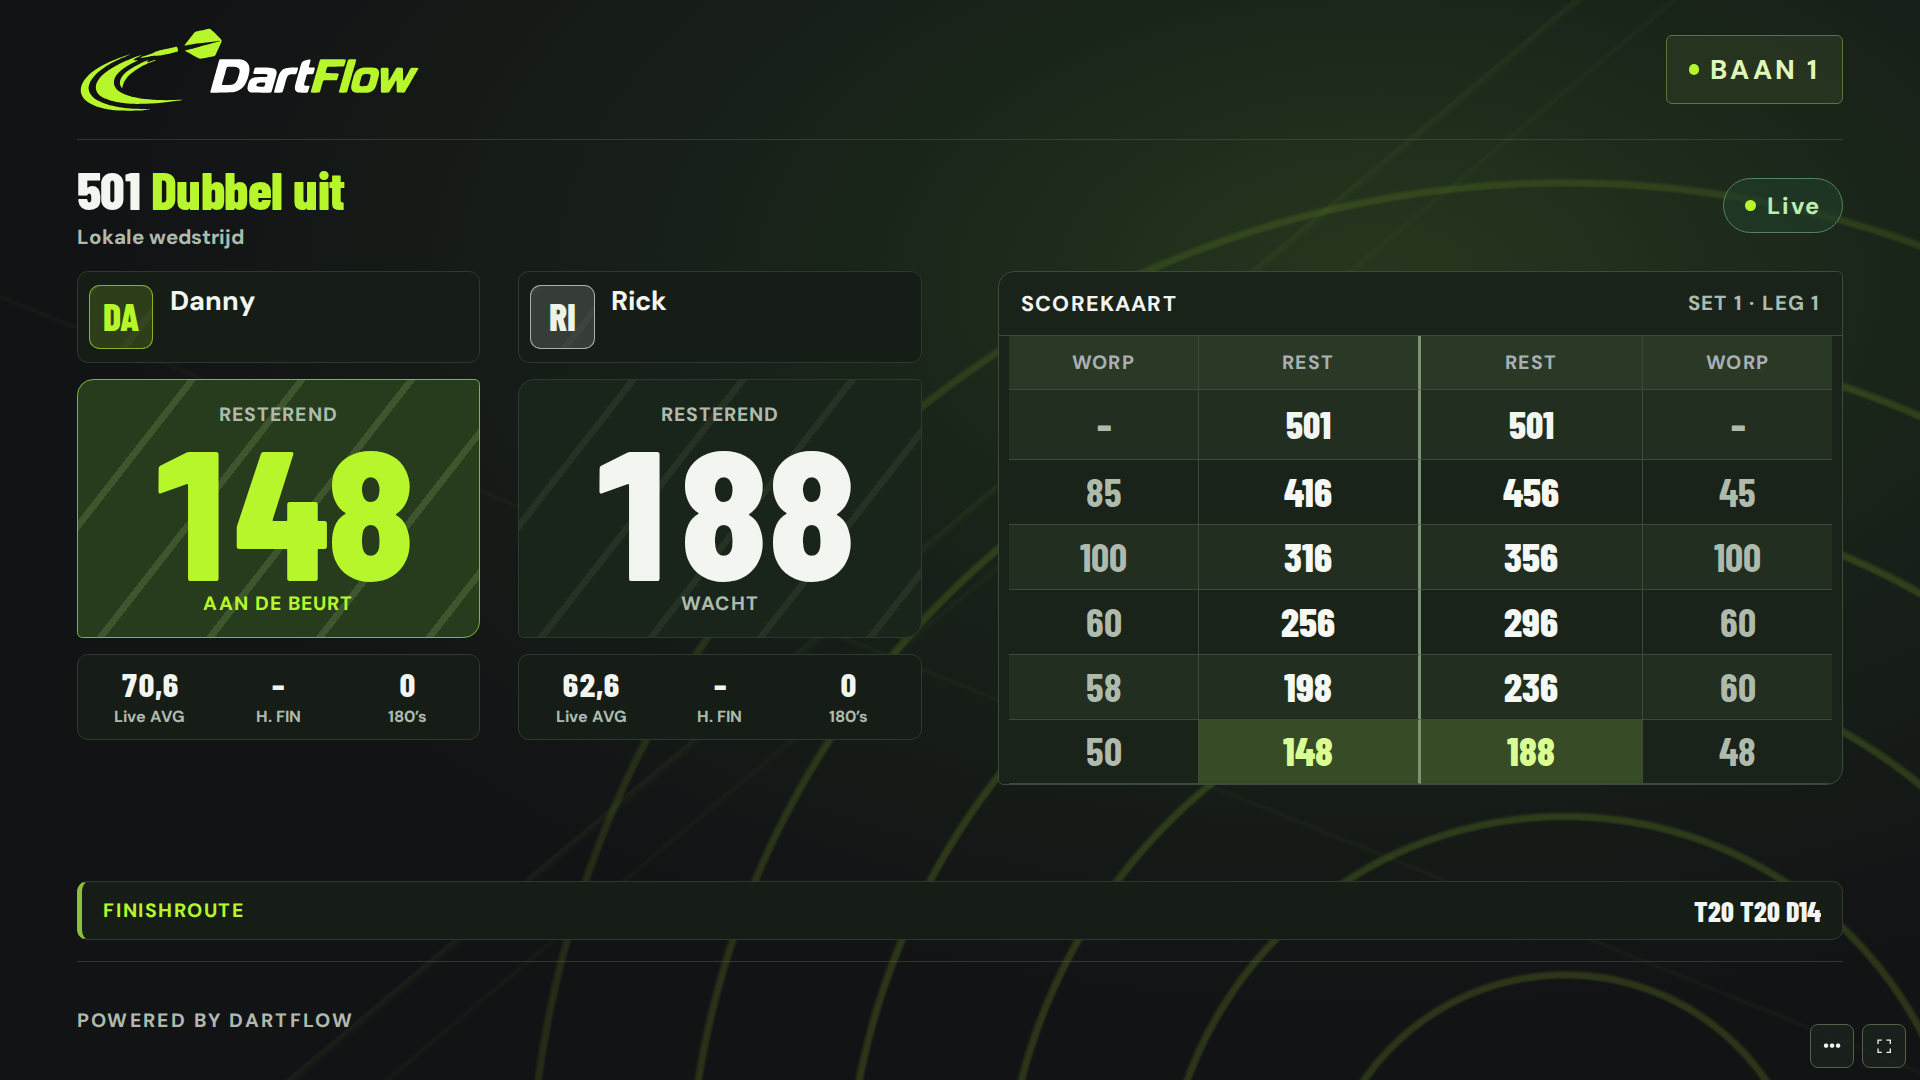 DartFlow
BAAN 1
501 Dubbel uit
Lokale wedstrijd
Live
DA Danny
RI Rick
RESTEREND
148
AAN DE BEURT
RESTEREND
188
WACHT
70,6 – 0
Live AVG H. FIN 180's
62,6 – 0
Live AVG H. FIN 180's
SCOREKAART SET 1 · LEG 1
WORP REST REST WORP
– 501 501 –
85 416 456 45
100 316 356 100
60 256 296 60
58 198 236 60
50 148 188 48
FINISHROUTE T20 T20 D14
POWERED BY DARTFLOW